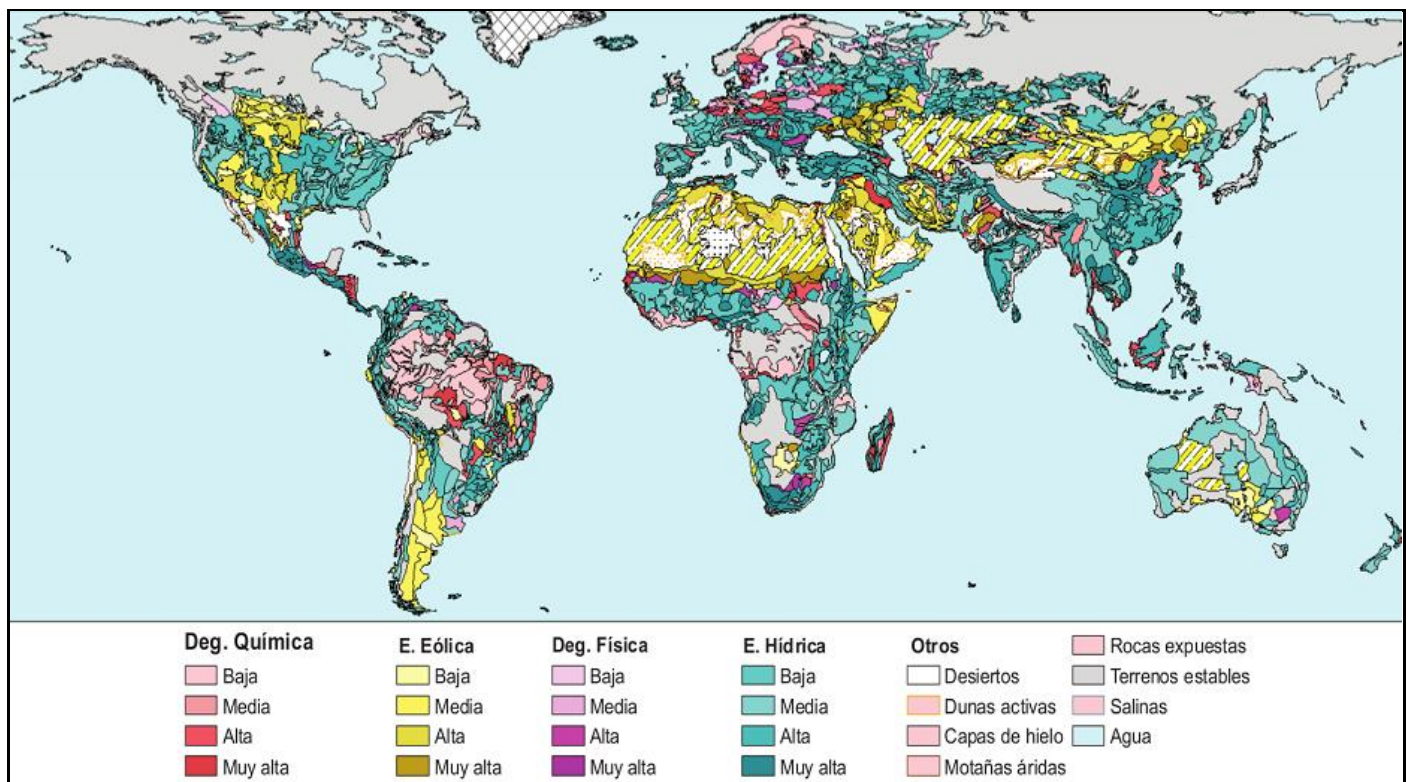 Deg. Química
Baja
Media
Alta
Muy alta
E. Eólica
Baja
Media
Alta
Muy alta
Deg. Física
Baja
Media
Alta
Muy alta
E. Hídrica
Baja
Media
Alta
Muy alta
Otros
Desiertos
Dunas activas
Capas de hielo
Motañas áridas
Rocas expuestas
Terrenos estables
Salinas
Agua